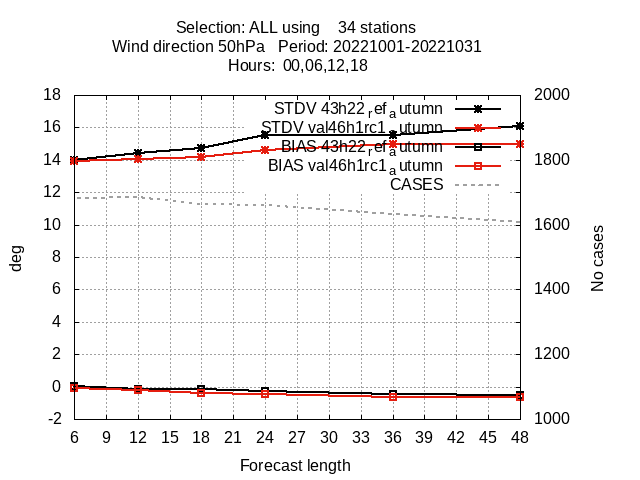 Selection: ALL using    34 stations
Wind direction 50hPa   Period: 20221001-20221031
Hours: 00,06,12,18
STDV 43h22_ref_autumn
STDV val46h1rc1_autumn
BIAS 43h22_ref_autumn
BIAS val46h1rc1_autumn
CASES
18
16
14
12
10
8
6
4
2
0
-2
deg
2000
1800
1600
1400
1200
1000
No cases
6 9 12 15 18 21 24 27 30 33 36 39 42 45 48
Forecast length